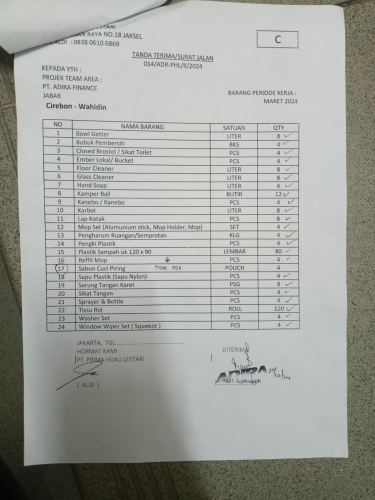 LESTARI
RAYA NO.18 JAKSEL
ALDI : 0838 0610 6869
C
TANDA TERIMA/SURAT JALAN
014/ADR-PHL/II/2024
KEPADA YTH :
PROJEK TEAM AREA :
PT. ADIRA FINANCE
JABAR
BARANG PERIODE KERJA :
MARET 2024
Cirebon - Wahidin
NO NAMA BARANG SATUAN QTY
1 Bowl Getter LITER 8 ✓
2 Bubuk Pembersih BKS 4 ✓
3 Closed Brostel / Sikat Toilet PCS 4 ✓
4 Ember Lokal/ Bucket PCS 4 ✓
5 Floor Cleaner LITER 8 ✓
6 Glass Cleaner LITER 8 ✓
7 Hand Soap LITER 4 ✓
8 Kamper Ball BUTIR 12 ✓
9 Kanebo / Kanebo PCS 4 ✓
10 Karbol LITER 8 ✓
11 Lap Kotak PCS 8 ✓
12 Mop Set (Alumunium stick, Mop Holder, Mop) SET 4 ✓
13 Pengharum Ruangan/Semprotan KLG 4 ✓
14 Pengki Plastik PCS 4 ✓
15 Plastik Sampah uk 120 x 90 LEMBAR 80 ✓
16 Reffil Mop PCS 4 ✓
17 Sabun Cuci Piring POUCH 4
18 Sapu Plastik (Sapu Nylon) PCS 4 ✓
19 Sarung Tangan Karet PSG 8 ✓
20 Sikat Tangan PCS 4 ✓
21 Sprayer & Bottle PCS 4 ✓
22 Tissu Rol ROLL 120 ✓
23 Washer Set PCS 4 ✓
24 Window Wiper Set ( Squeeze ) PCS 4 ✓
JAKARTA, TGL
HORMAT KAMI
PT. PRIMA HIJAU LESTARI
DITERIMA
ADIRA
( ALDI )